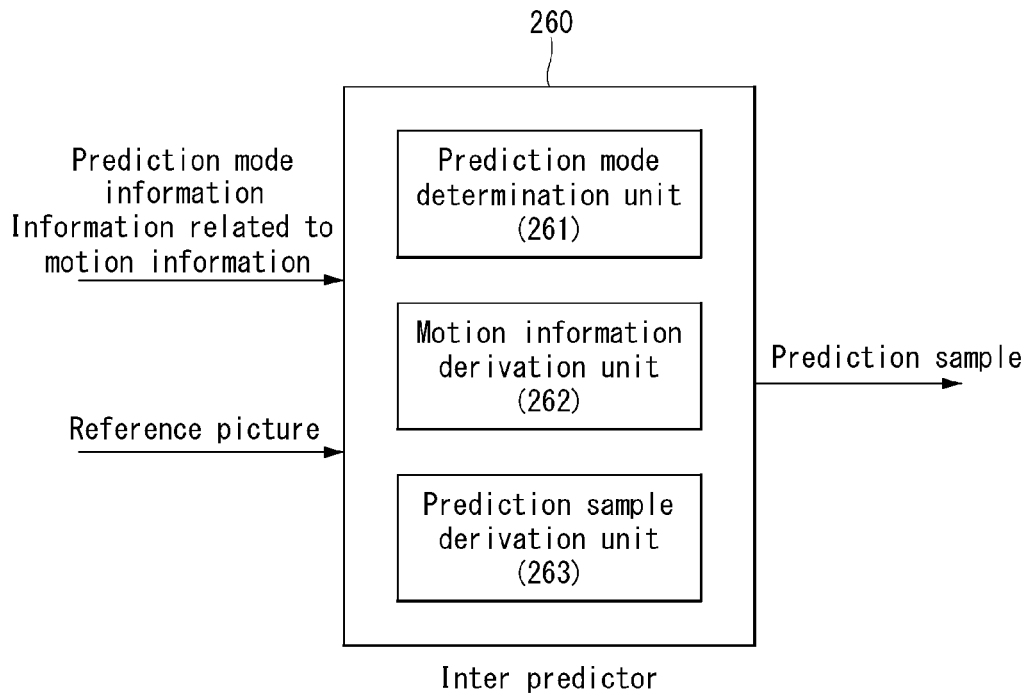 260
Prediction mode
information
Information related to
motion information
Reference picture
Prediction mode
determination unit
(261)
Motion information
derivation unit
(262)
Prediction sample
derivation unit
(263)
Prediction sample
Inter predictor